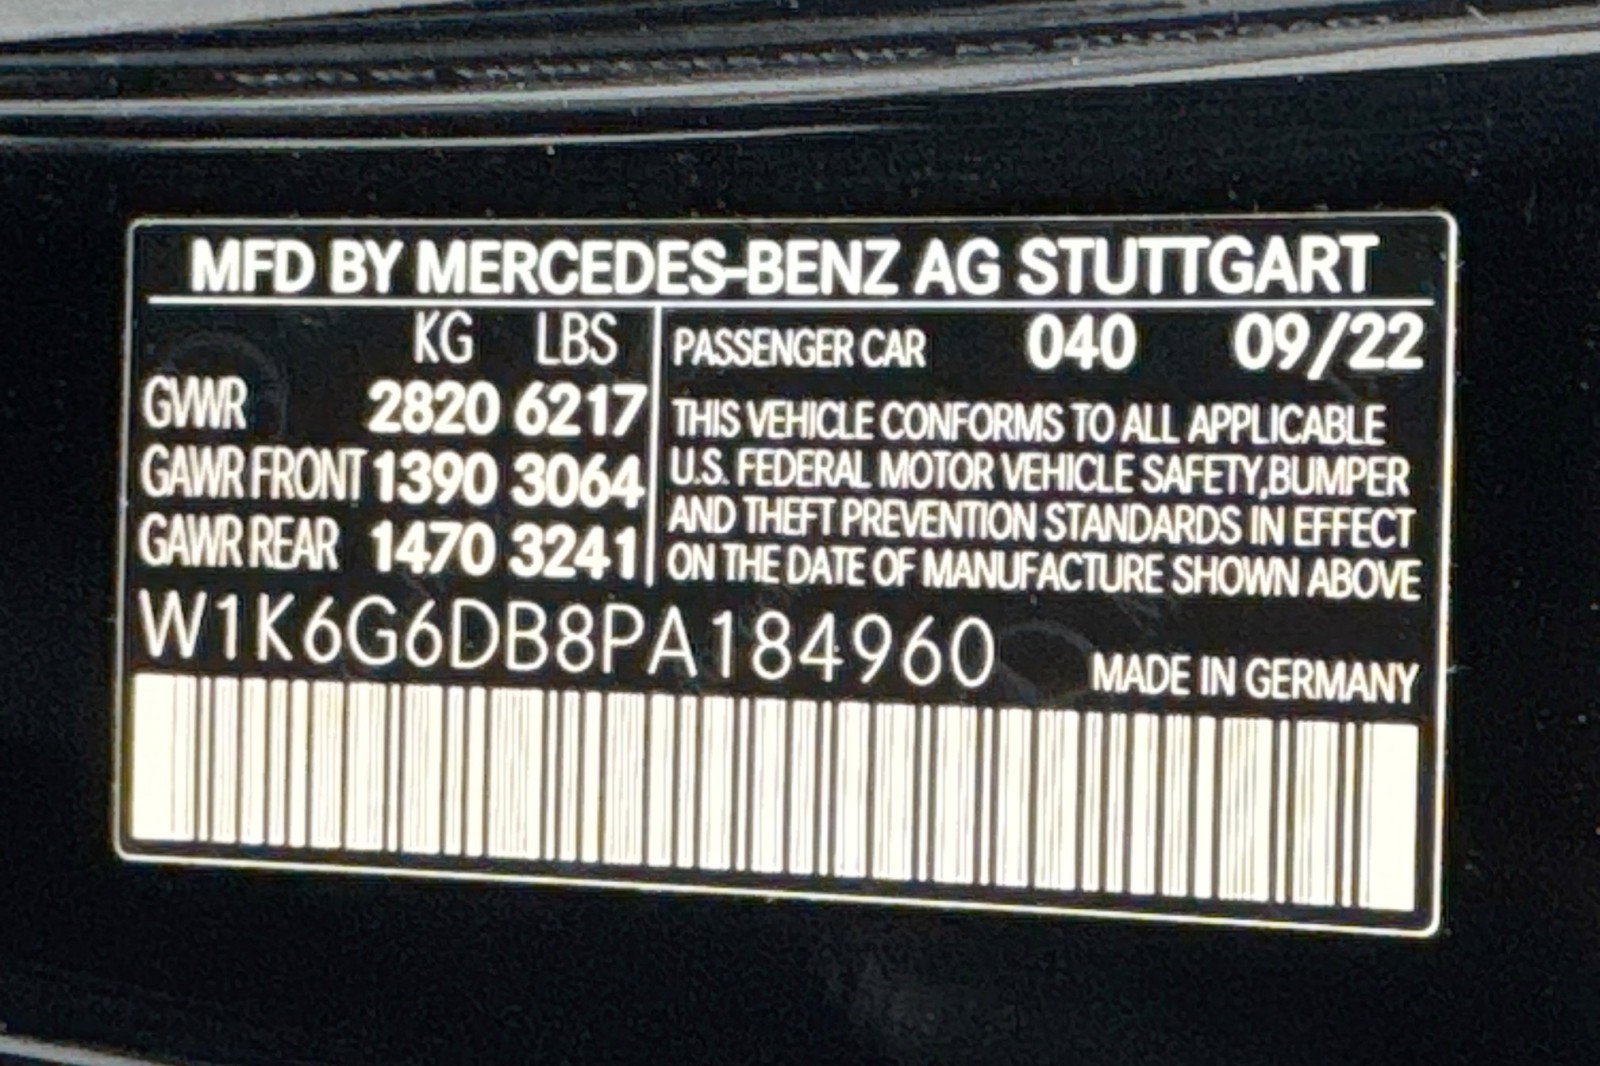 MFD BY MERCEDES-BENZ AG STUTTGART
KG LBS
GVWR 2820 6217
GAWR FRONT 1390 3064
GAWR REAR 1470 3241
PASSENGER CAR 040 09/22
THIS VEHICLE CONFORMS TO ALL APPLICABLE
U.S. FEDERAL MOTOR VEHICLE SAFETY,BUMPER
AND THEFT PREVENTION STANDARDS IN EFFECT
ON THE DATE OF MANUFACTURE SHOWN ABOVE
W1K6G6DB8PA184960
MADE IN GERMANY